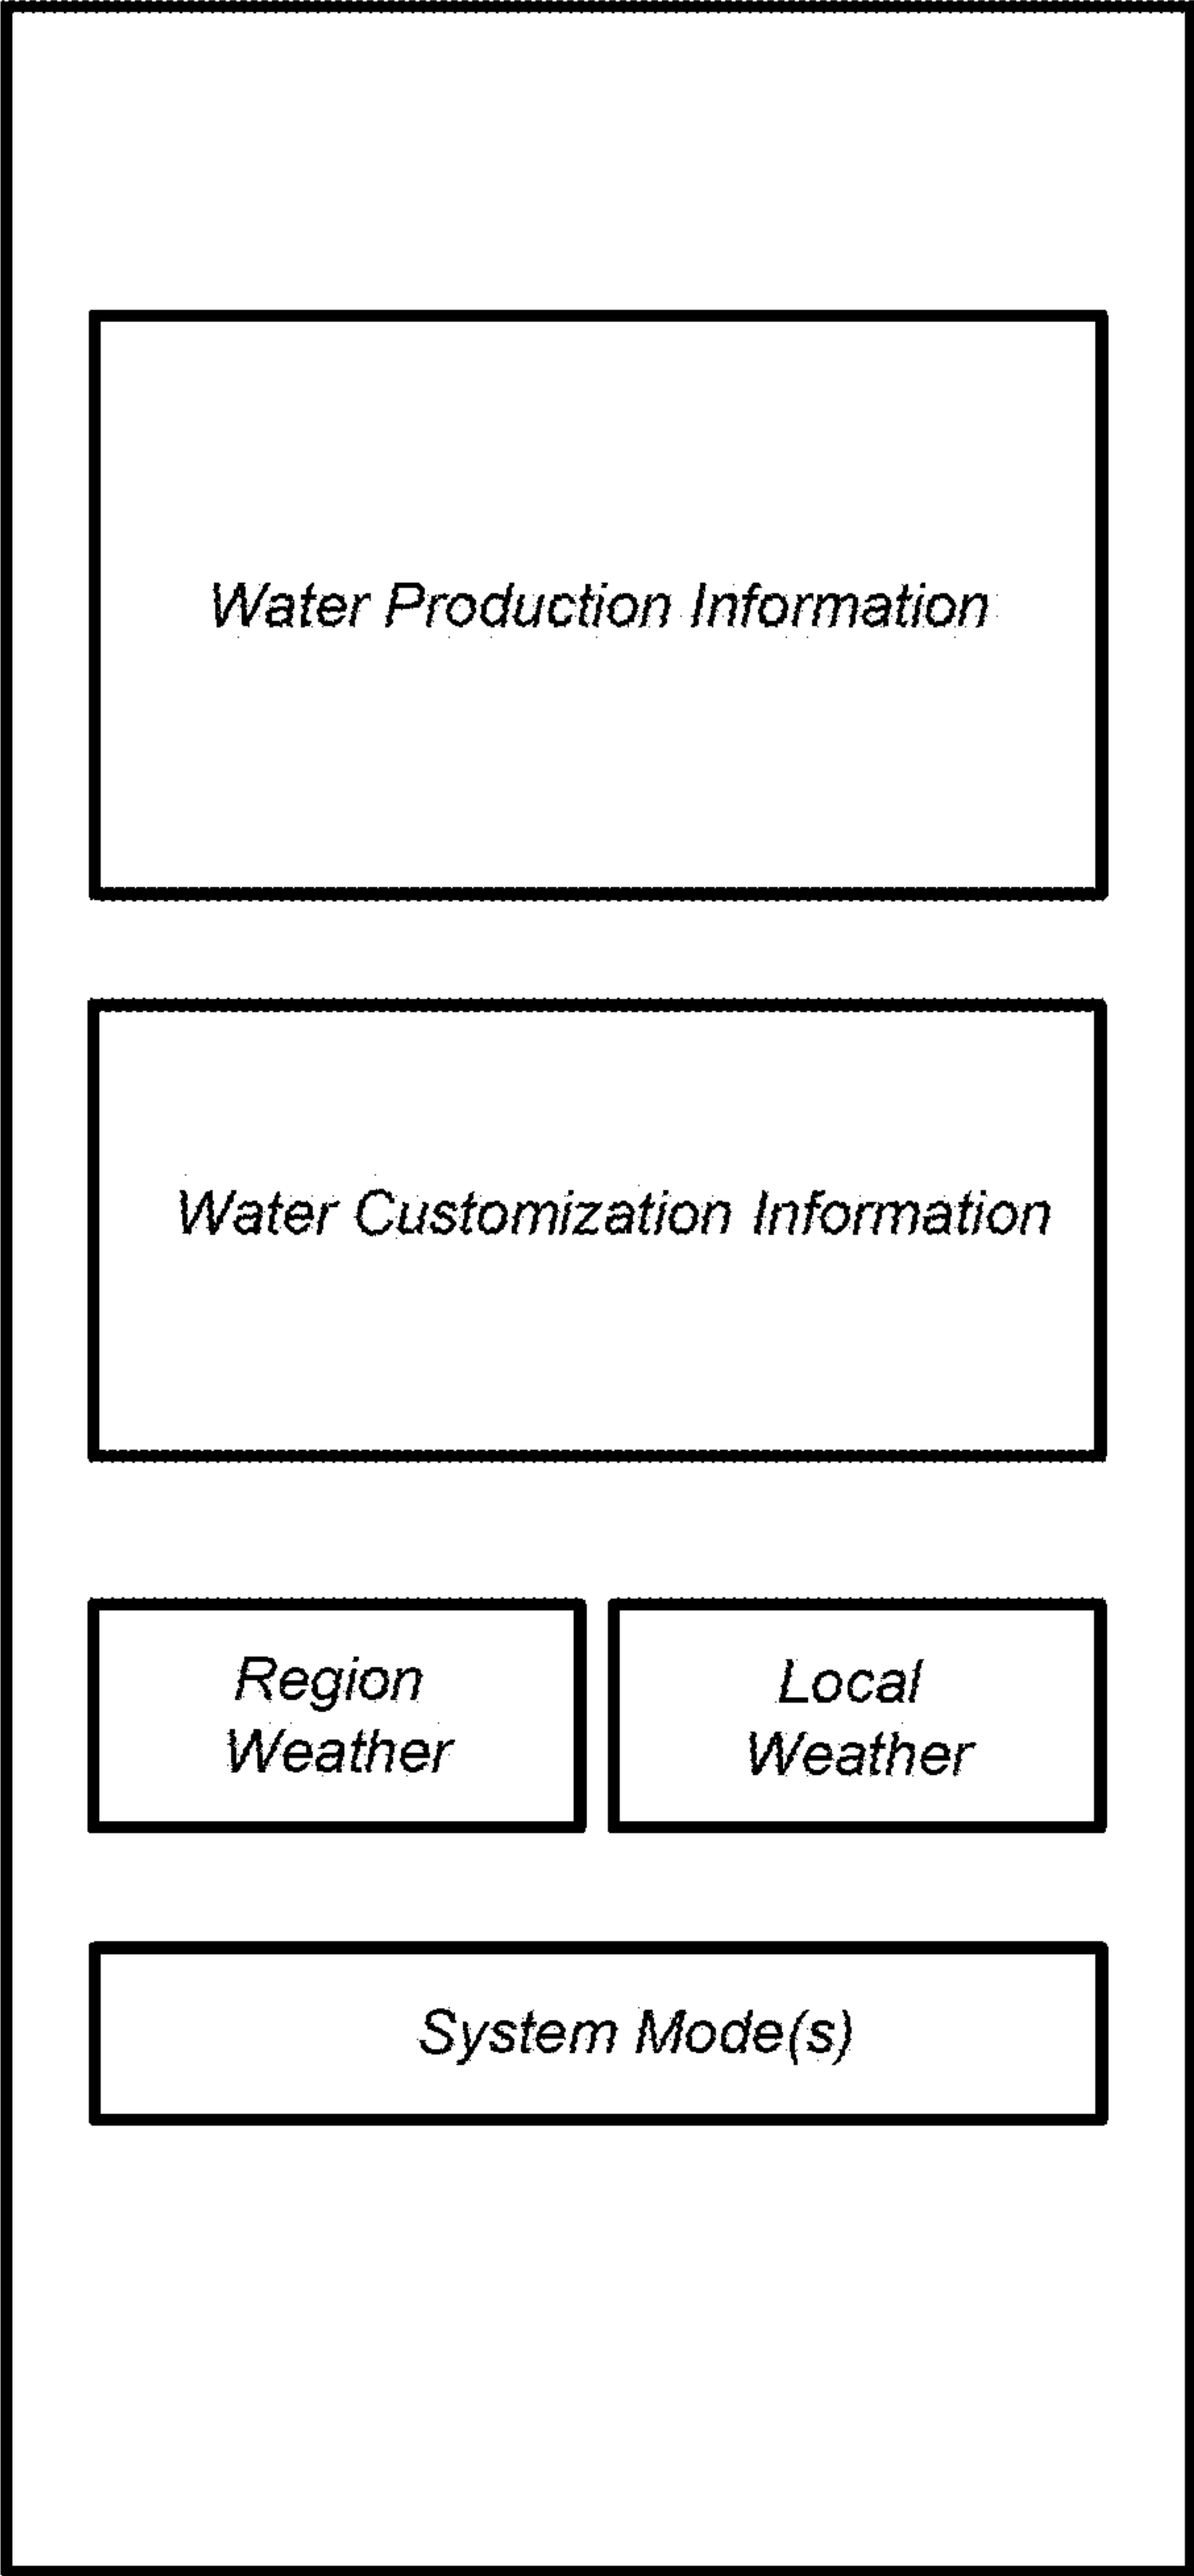 Water Production Information
Water Customization Information
Region
Weather
Local
Weather
System Mode(s)